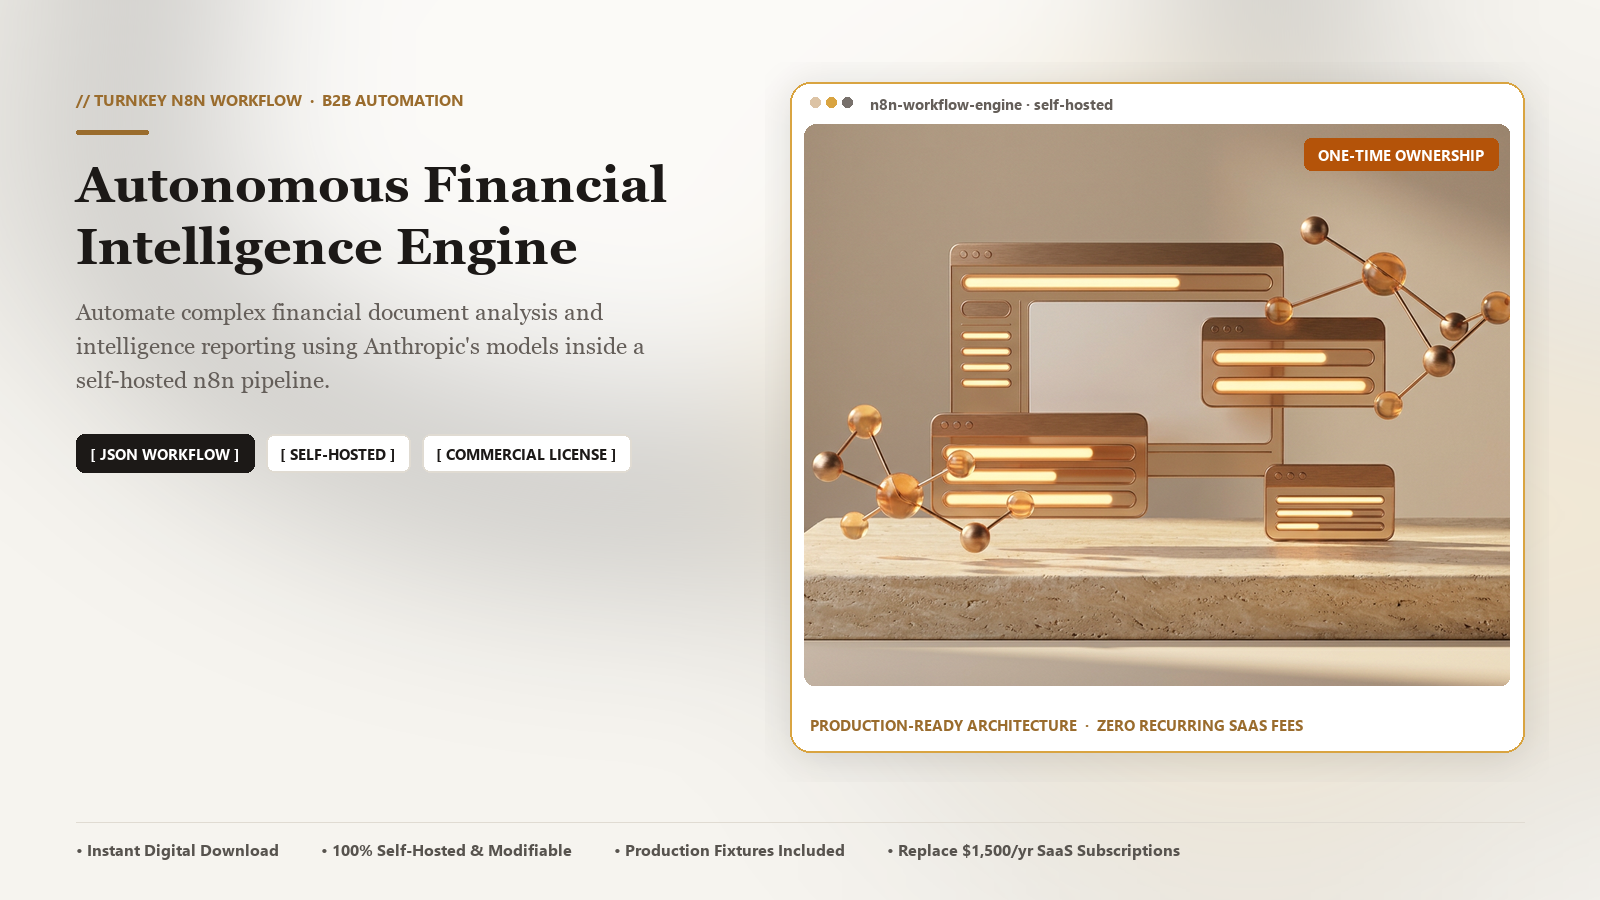 // TURNKEY N8N WORKFLOW · B2B AUTOMATION
Autonomous Financial
Intelligence Engine
Automate complex financial document analysis and
intelligence reporting using Anthropic's models inside a
self-hosted n8n pipeline.
[ JSON WORKFLOW ]
[ SELF-HOSTED ]
[ COMMERCIAL LICENSE ]
n8n-workflow-engine · self-hosted
ONE-TIME OWNERSHIP
PRODUCTION-READY ARCHITECTURE · ZERO RECURRING SAAS FEES
• Instant Digital Download
• 100% Self-Hosted & Modifiable
• Production Fixtures Included
• Replace $1,500/yr SaaS Subscriptions